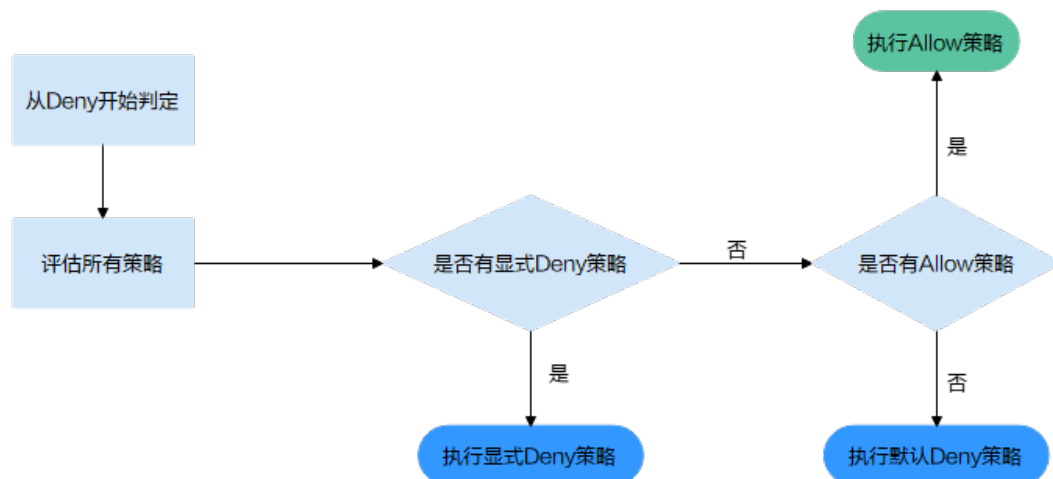 从Deny开始判定
评估所有策略
是否有显式Deny策略
是
执行显式Deny策略
否
是否有Allow策略
是
执行Allow策略
否
执行默认Deny策略